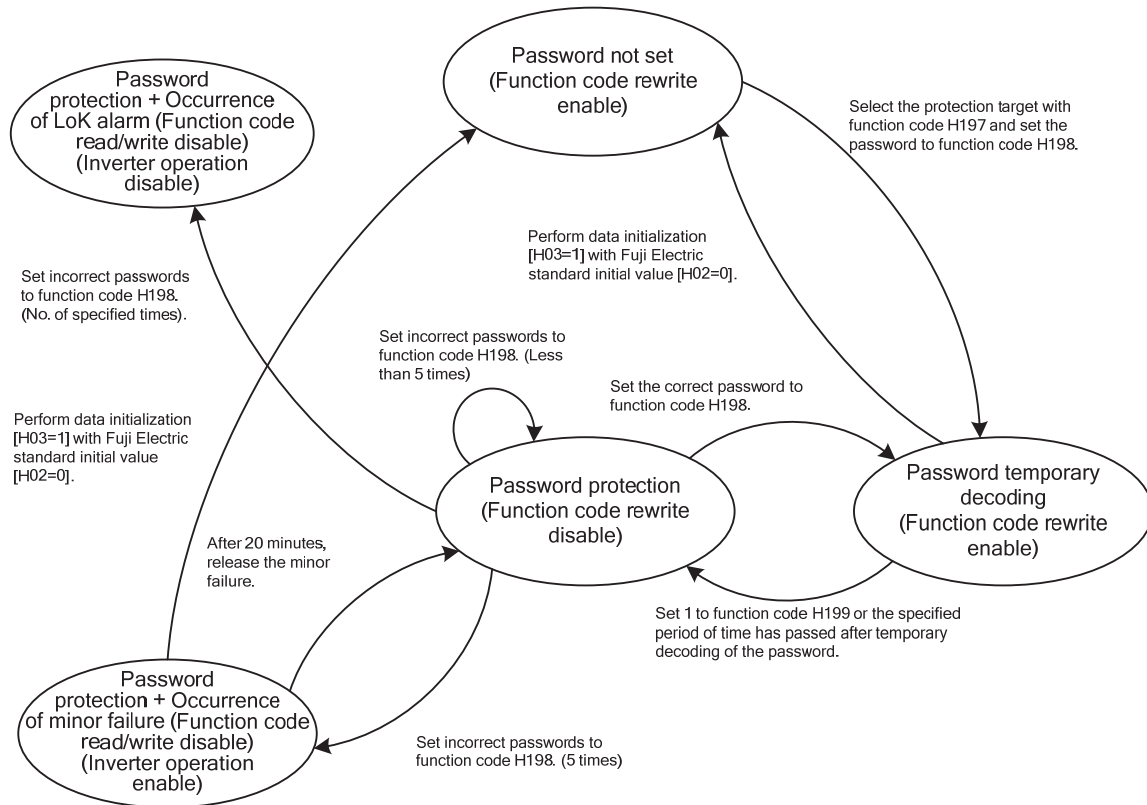 Password not set
(Function code rewrite
enable)
Password
protection + Occurrence
of LoK alarm (Function code
read/write disable)
(Inverter operation
disable)
Select the protection target with
function code H197 and set the
password to function code H198.
Perform data initialization
[H03=1] with Fuji Electric
standard initial value [H02=0].
Set incorrect passwords
to function code H198.
(No. of specified times).
Set incorrect passwords to
function code H198. (Less
than 5 times)
Set the correct password to
function code H198.
Perform data initialization
[H03=1] with Fuji Electric
standard initial value
[H02=0].
Password protection
(Function code rewrite
disable)
Password temporary
decoding
(Function code rewrite
enable)
After 20 minutes,
release the minor
failure.
Set 1 to function code H199 or the specified
period of time has passed after temporary
decoding of the password.
Password
protection + Occurrence
of minor failure (Function code
read/write disable)
(Inverter operation
enable)
Set incorrect passwords to
function code H198. (5 times)